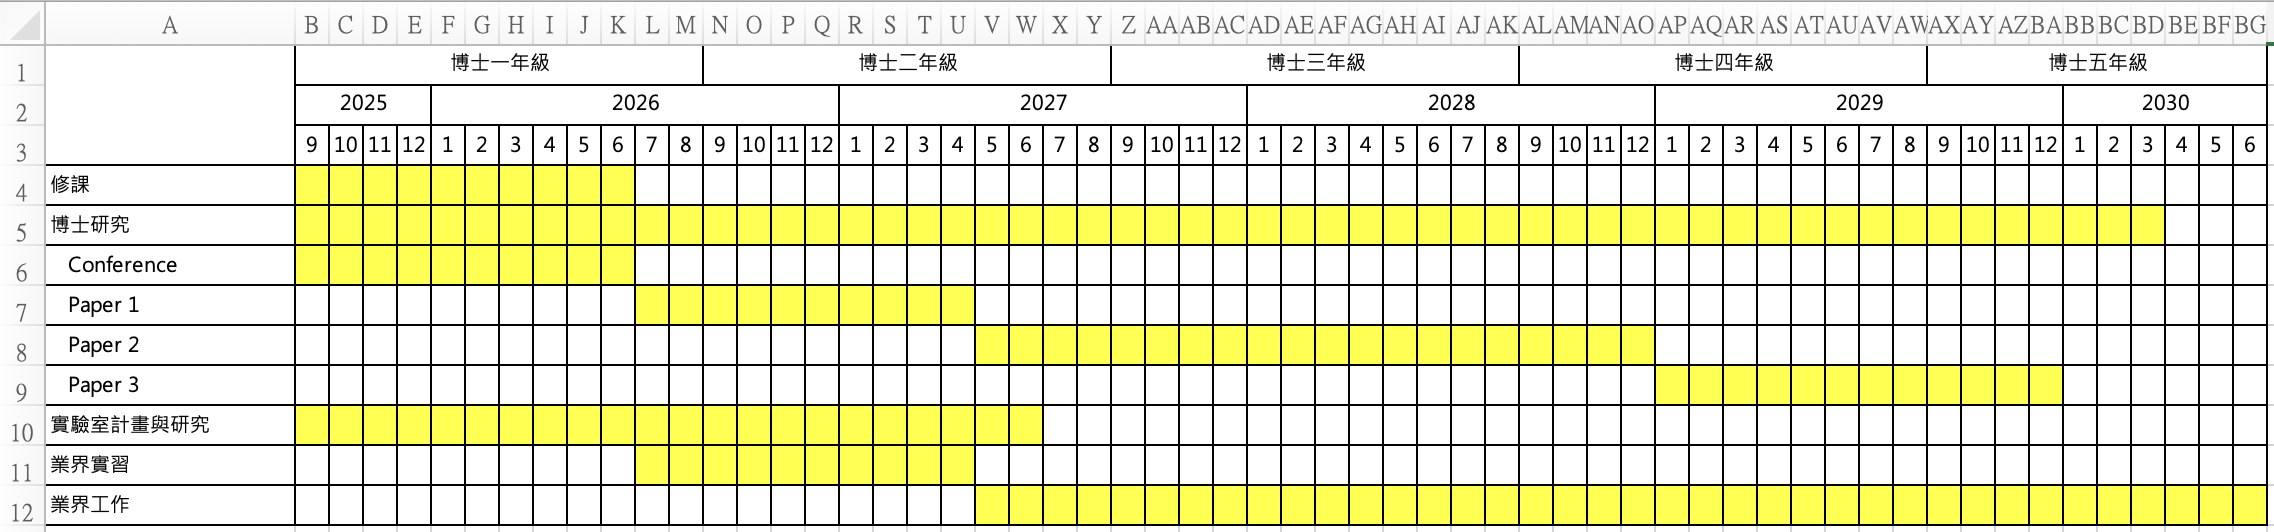 A B C D E F G H I J K L M N O P Q R S T U V W X Y Z AA AB AC AD AE AF AG AH AI AJ AK AL AM AN AO AP AQ AR AS AT AU AV AW AX AY AZ BA BB BC BD BE BF BG
1 博士一年級 博士二年級 博士三年級 博士四年級 博士五年級
2 2025 2026 2027 2028 2029 2030
3 9 10 11 12 1 2 3 4 5 6 7 8 9 10 11 12 1 2 3 4 5 6 7 8 9 10 11 12 1 2 3 4 5 6 7 8 9 10 11 12 1 2 3 4 5 6 7 8 9 10 11 12 1 2 3 4 5 6
4 修課
5 博士研究
6 Conference
7 Paper 1
8 Paper 2
9 Paper 3
10 實驗室計畫與研究
11 業界實習
12 業界工作